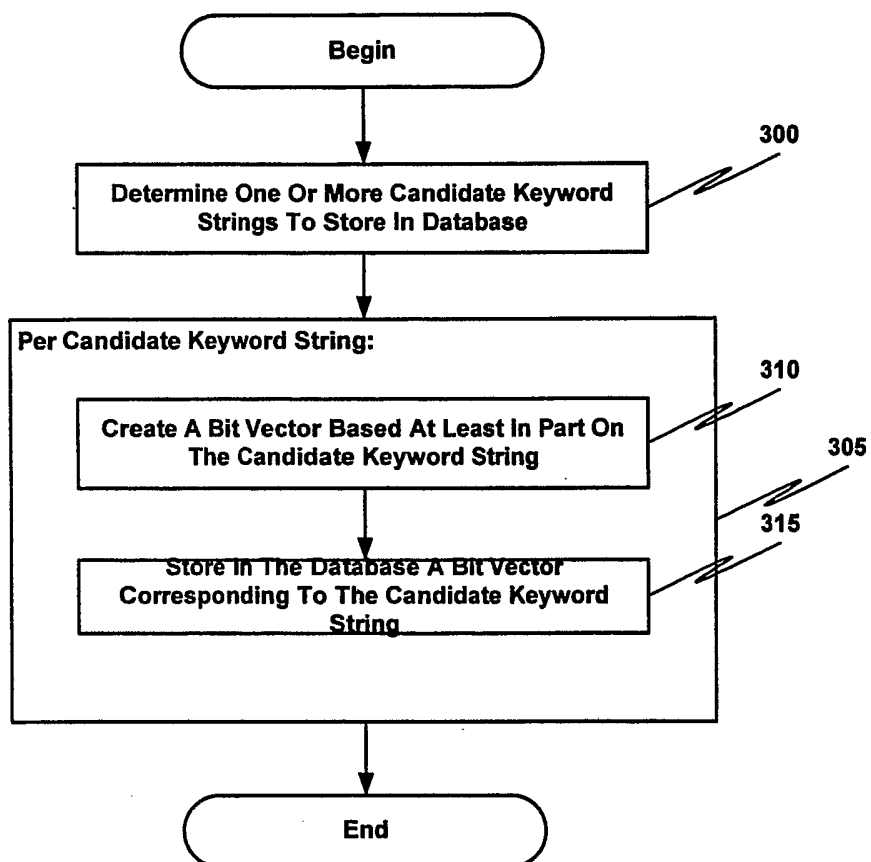 Begin
300
Determine One Or More Candidate Keyword
Strings To Store In Database
Per Candidate Keyword String:
310
Create A Bit Vector Based At Least In Part On
The Candidate Keyword String
305
315
Store In The Database A Bit Vector
Corresponding To The Candidate Keyword
String
End